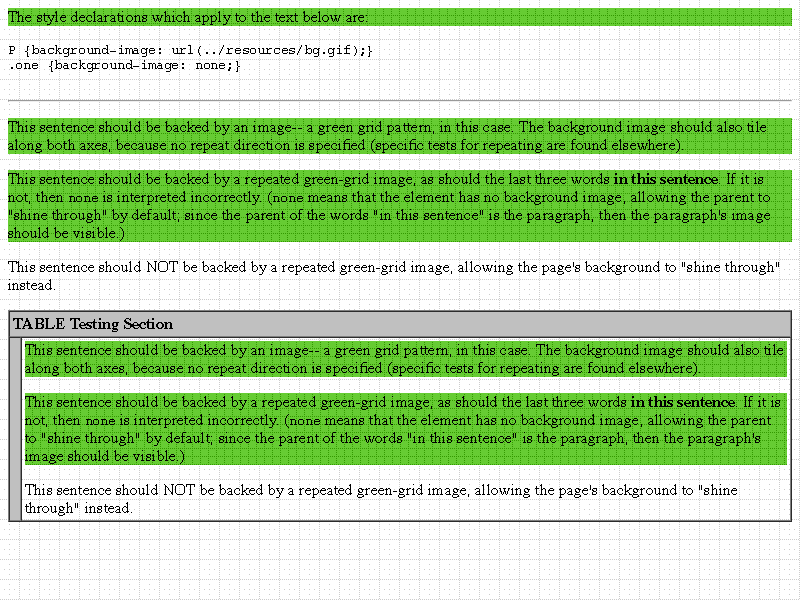 The style declarations which apply to the text below are:
P {background-image: url(../resources/bg.gif);}
.one {background-image: none;}
This sentence should be backed by an image-- a green grid pattern, in this case. The background image should also tile
along both axes, because no repeat direction is specified (specific tests for repeating are found elsewhere).
This sentence should be backed by a repeated green-grid image, as should the last three words in this sentence. If it is
not, then none is interpreted incorrectly. (none means that the element has no background image, allowing the parent to
"shine through" by default; since the parent of the words "in this sentence" is the paragraph, then the paragraph's image
should be visible.)
This sentence should NOT be backed by a repeated green-grid image, allowing the page's background to "shine through"
instead.
TABLE Testing Section
This sentence should be backed by an image-- a green grid pattern, in this case. The background image should also tile
along both axes, because no repeat direction is specified (specific tests for repeating are found elsewhere).
This sentence should be backed by a repeated green-grid image, as should the last three words in this sentence. If it is
not, then none is interpreted incorrectly. (none means that the element has no background image, allowing the parent
to "shine through" by default; since the parent of the words "in this sentence" is the paragraph, then the paragraph's
image should be visible.)
This sentence should NOT be backed by a repeated green-grid image, allowing the page's background to "shine
through" instead.